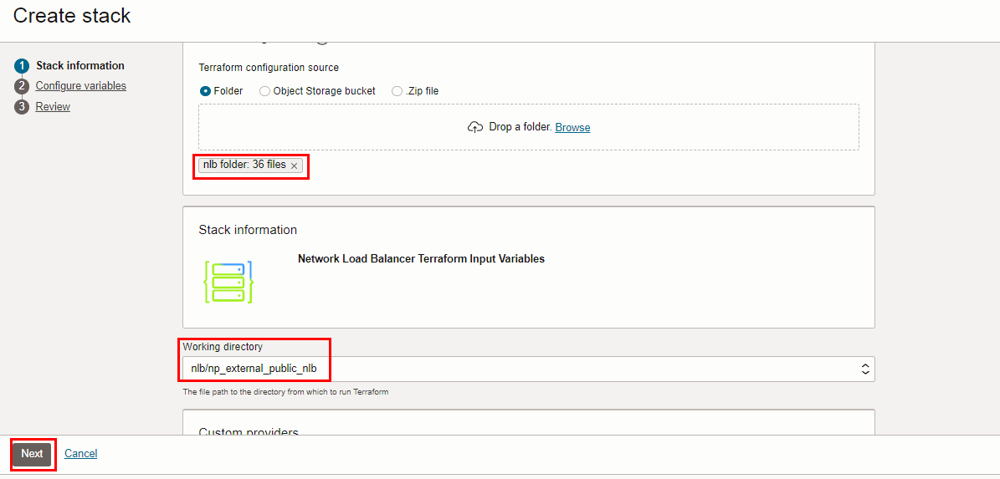 Create stack
1 Stack information
2 Configure variables
3 Review
Terraform configuration source
Folder Object Storage bucket .Zip file
Drop a folder. Browse
nlb folder: 36 files ×
Stack information
Network Load Balancer Terraform Input Variables
Working directory
nlb/np_external_public_nlb
The file path to the directory from which to run Terraform
Custom providers
Next Cancel